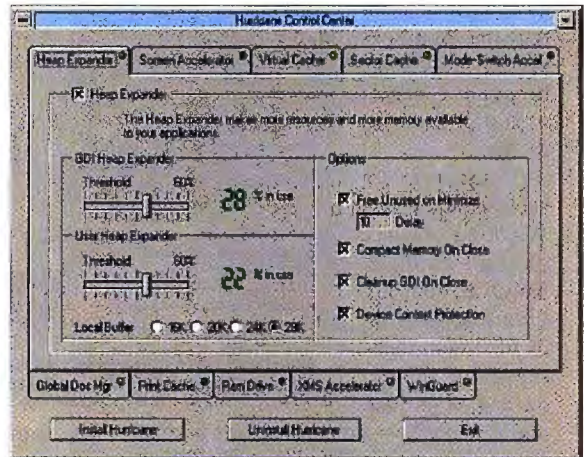 Hurricane Control Center
Heap Expander Screen Accelerator Virtual Cache Sector Cache Mode-Switch Accel
Heap Expander
The Heap Expander makes more resources and more memory available
to your applications.
GDI Heap Expander
Threshold 60%
28 % in use
User Heap Expander
Threshold 60%
22 % in use
Local Buffer 16K 20K 24K 28K
Options
Free Unused on Minimize
10 Delay
Compact Memory On Close
Cleanup GDI On Close
Device Context Protection
Global Dos Mgr Print Cache Ram Drive XMS Accelerator WinGuard
Install Hurricane Uninstall Hurricane Exit